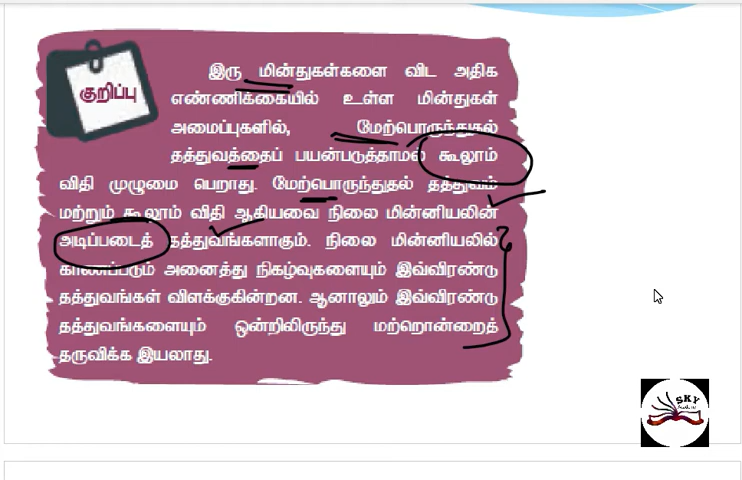 குறிப்பு
இரு மின்துகள்களை விட அதிக
எண்ணிக்கையில் உள்ள மின்துகள்
அமைப்புகளில், மேற்பொருந்துதல்
தத்துவத்தைப் பயன்படுத்தாமல் கூலூம்
விதி முழுமை பெறாது. மேற்பொருந்துதல் தத்துவம்
மற்றும் கூலூம் விதி ஆகியவை நிலை மின்னியலின்
அடிப்படைத் தத்துவங்களாகும். நிலை மின்னியலில்
காணப்படும் அனைத்து நிகழ்வுகளையும் இவ்விரண்டு
தத்துவங்கள் விளக்குகின்றன. ஆனாலும் இவ்விரண்டு
தத்துவங்களையும் ஒன்றிலிருந்து மற்றொன்றைத்
தருவிக்க இயலாது.
SKY